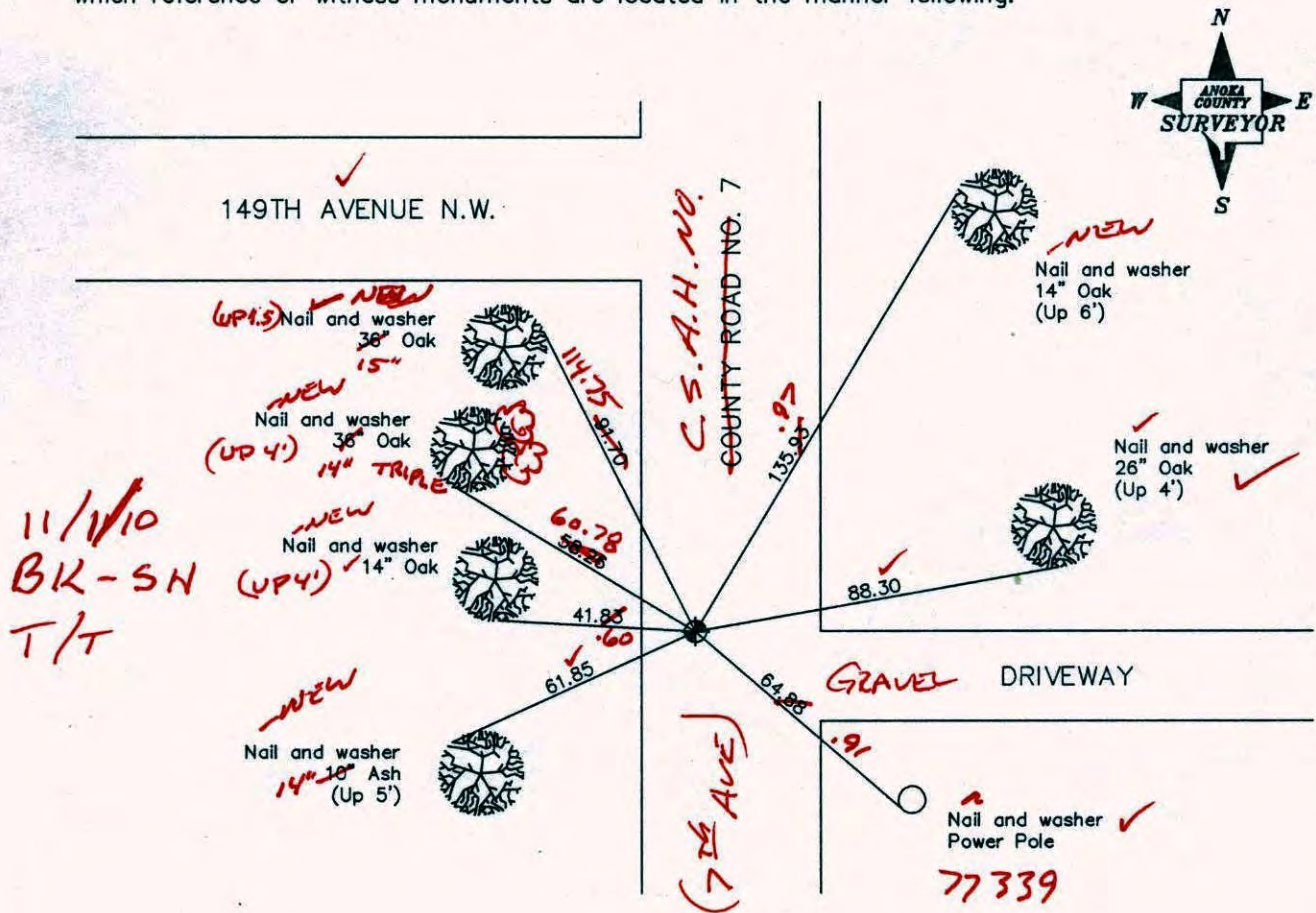 which reference or witness monuments are located in the manner following:
N
W
ANOKA
COUNTY
SURVEYOR
E
S
149TH AVENUE N.W.
C.S.A.H. NO.
COUNTY ROAD NO. 7
NEW
(UP 1.5) Nail and washer
36" Oak
15"
114.75
91.70
NEW
Nail and washer
36" Oak
(UP 4')
14" TRIPLE
60.78
58.26
NEW
Nail and washer
(UP 4') 14" Oak
41.83
.60
61.85
NEW
Nail and washer
14" 10" Ash
(Up 5')
11/1/10
BK-SN
T/T
NEW
Nail and washer
14" Oak
(Up 6')
135.93
Nail and washer
26" Oak
(Up 4')
88.30
GRAVEL DRIVEWAY
64.88
.91
(7th AVE)
Nail and washer
Power Pole
77339